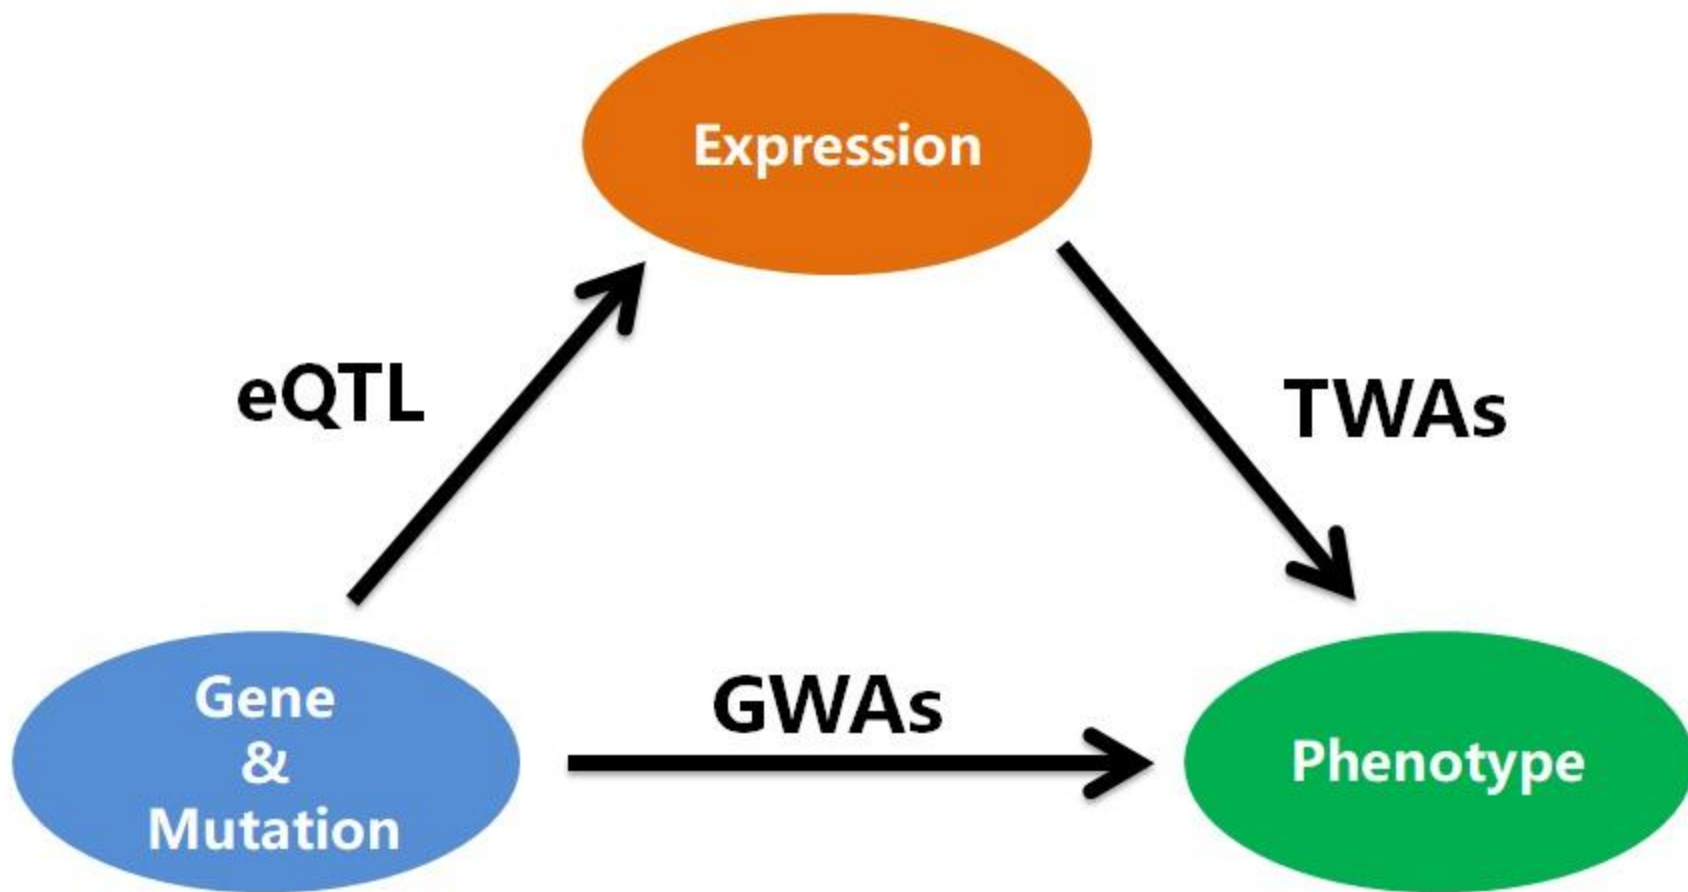 Expression
eQTL
TWAs
GWAs
Gene
&
Mutation
Phenotype